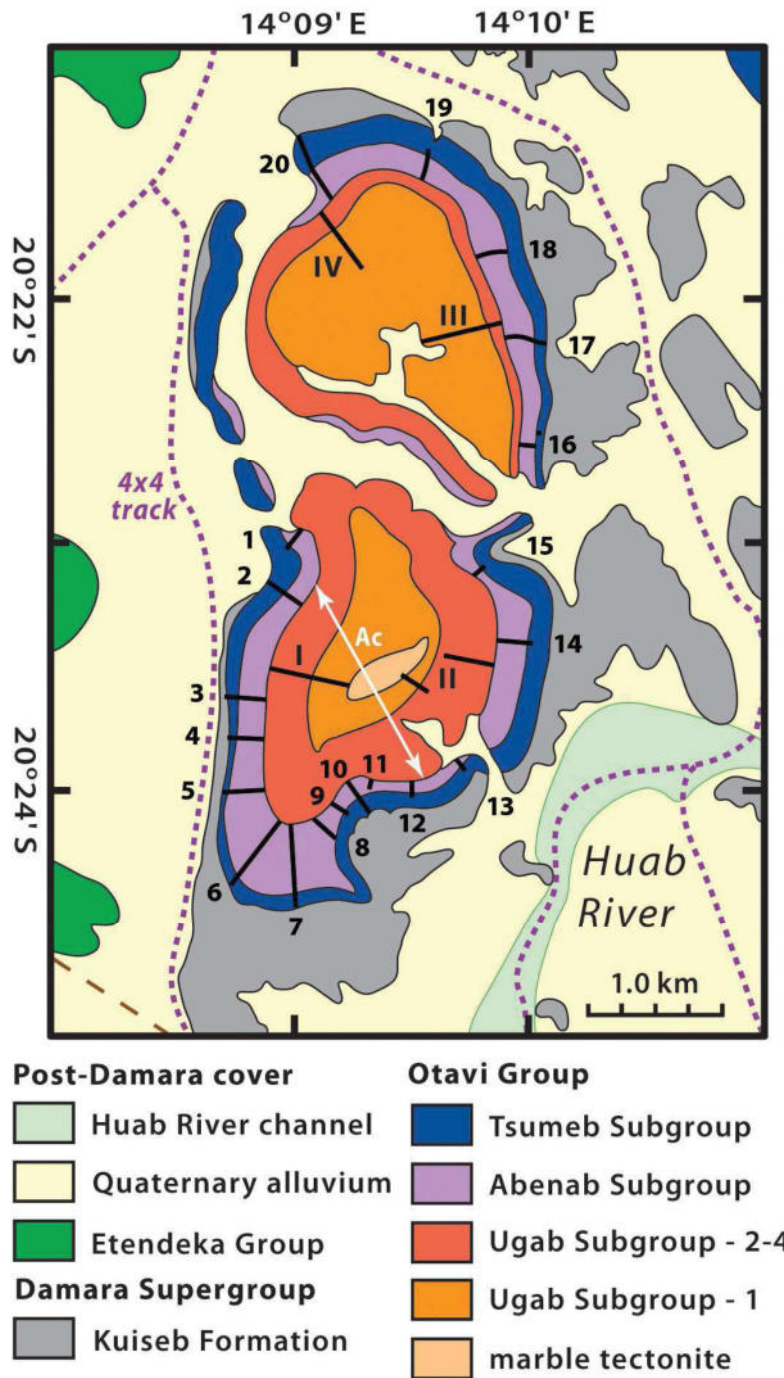 14°09' E 14°10' E
19
20
18
IV
20°22' S
III
17
16
4x4
track
1
15
2
Ac
14
I
II
3
4
11
10
5
9
12
13
20°24' S
8
6
7
Huab
River
1.0 km
Post-Damara cover
Huab River channel
Quaternary alluvium
Etendeka Group
Damara Supergroup
Kuiseb Formation
Otavi Group
Tsumeb Subgroup
Abenab Subgroup
Ugab Subgroup - 2-4
Ugab Subgroup - 1
marble tectonite